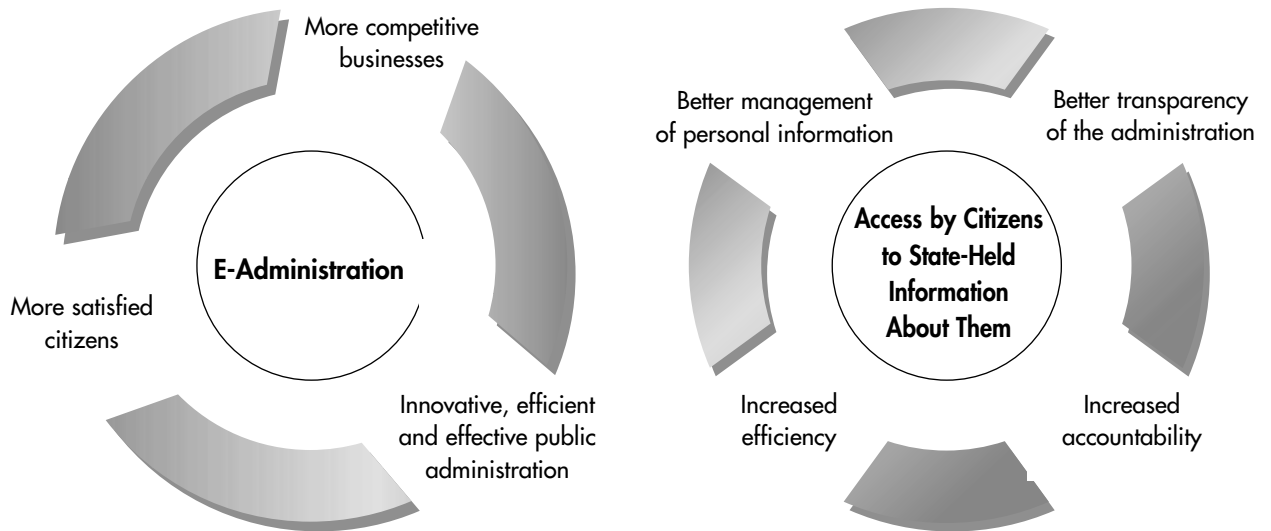 More competitive
businesses
E-Administration
More satisfied
citizens
Innovative, efficient
and effective public
administration
Better management
of personal information
Better transparency
of the administration
Access by Citizens
to State-Held
Information
About Them
Increased
efficiency
Increased
accountability